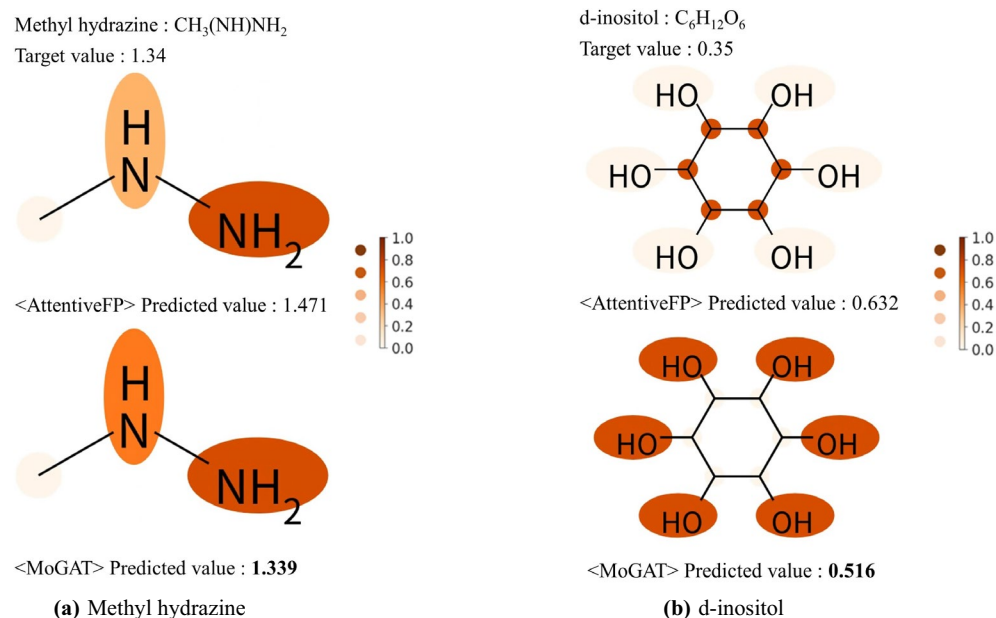 Methyl hydrazine : CH₃(NH)NH₂
Target value : 1.34
H
N
NH₂
1.0
0.8
0.6
0.4
0.2
0.0
<AttentiveFP> Predicted value : 1.471
H
N
NH₂
<MoGAT> Predicted value : 1.339
(a) Methyl hydrazine
d-inositol : C₆H₁₂O₆
Target value : 0.35
HO OH
HO OH
HO OH
1.0
0.8
0.6
0.4
0.2
0.0
<AttentiveFP> Predicted value : 0.632
HO OH
HO OH
HO OH
<MoGAT> Predicted value : 0.516
(b) d-inositol